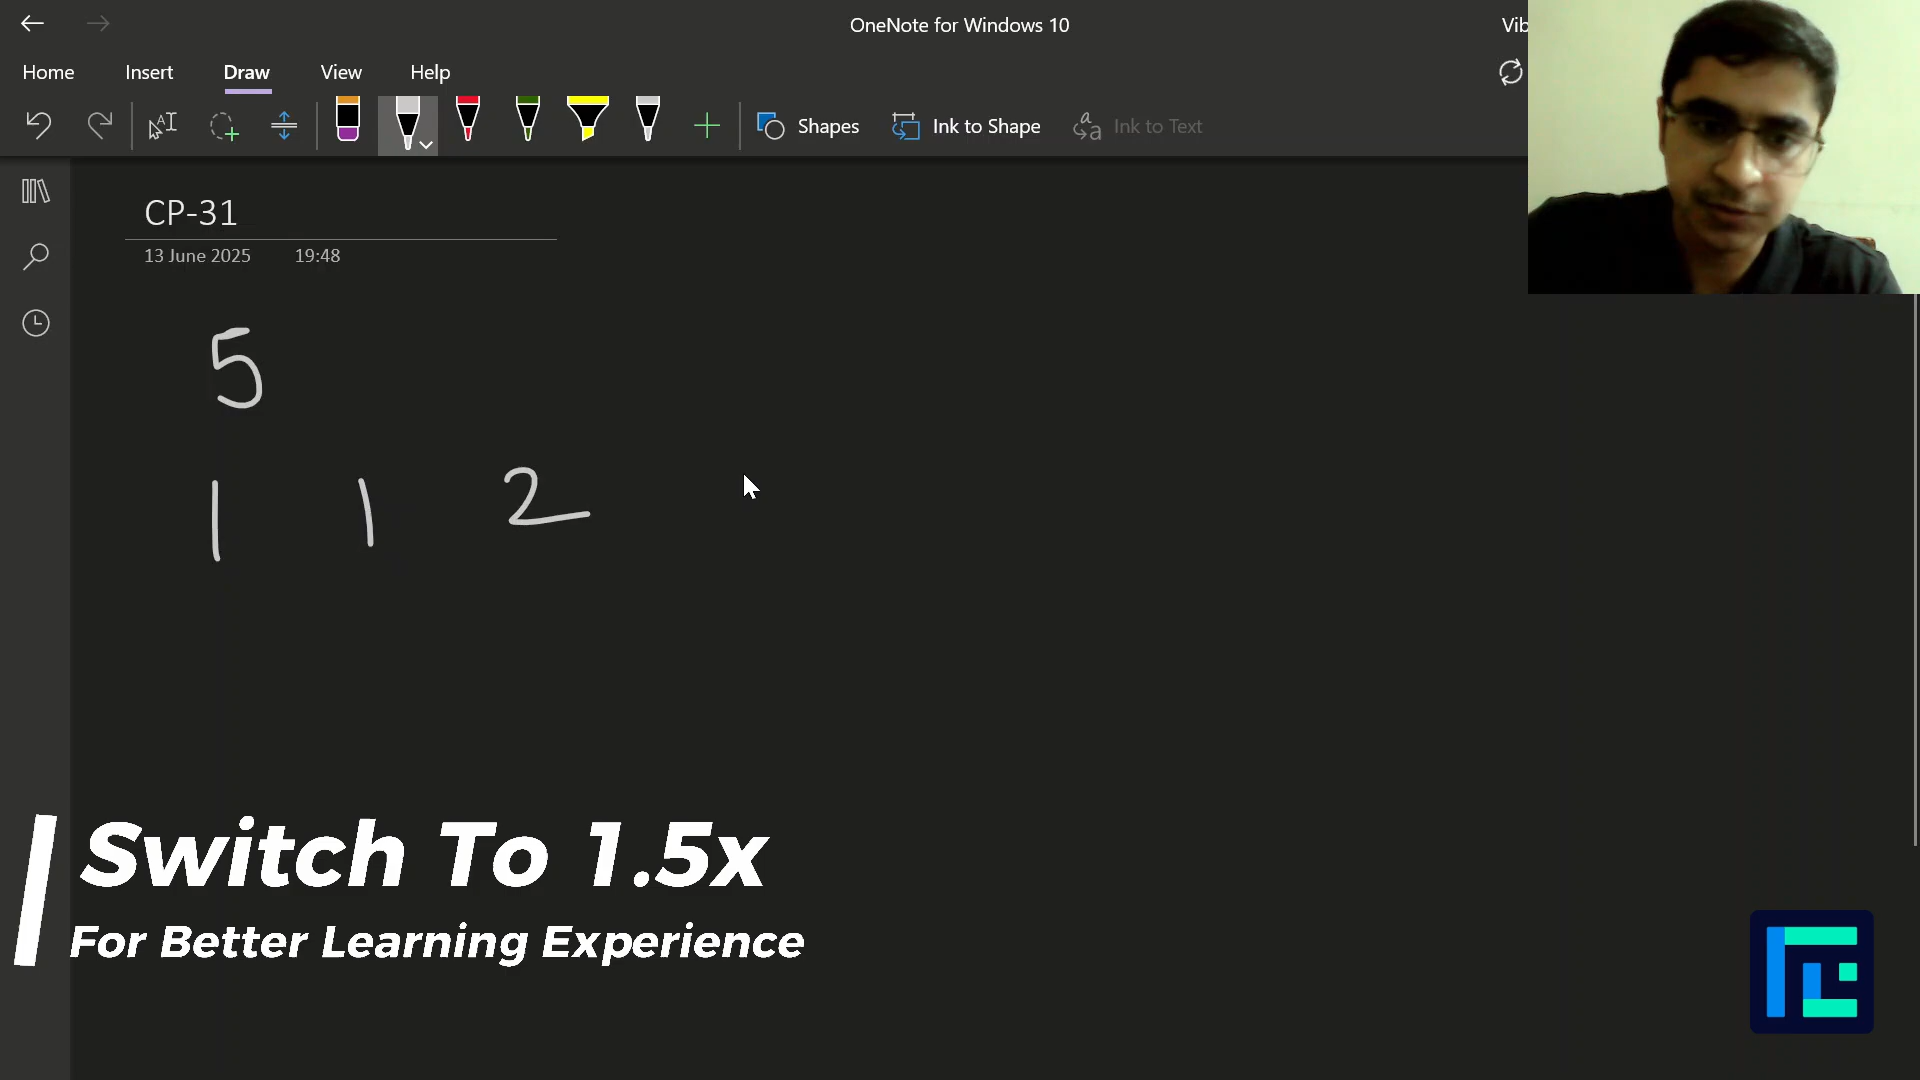 OneNote for Windows 10
Vib
Home Insert Draw View Help
Shapes Ink to Shape Ink to Text
CP-31
13 June 2025 19:48
5
1 1 2
Switch To 1.5x
For Better Learning Experience